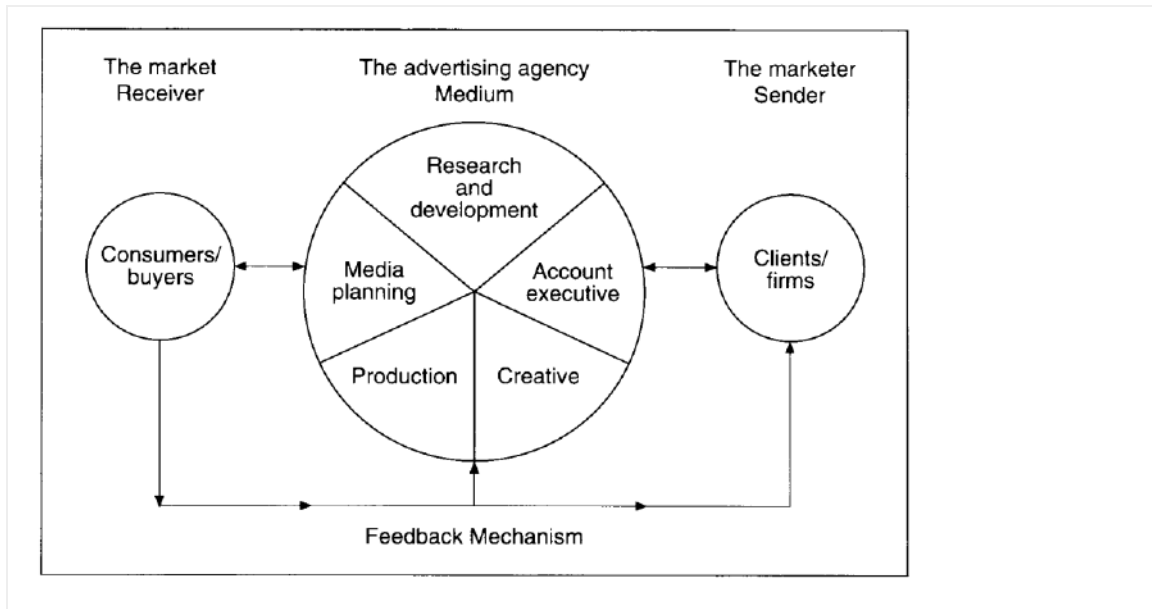 The market
Receiver
The advertising agency
Medium
The marketer
Sender
Research
and
development
Consumers/
buyers
Media
planning
Account
executive
Clients/
firms
Production
Creative
Feedback Mechanism